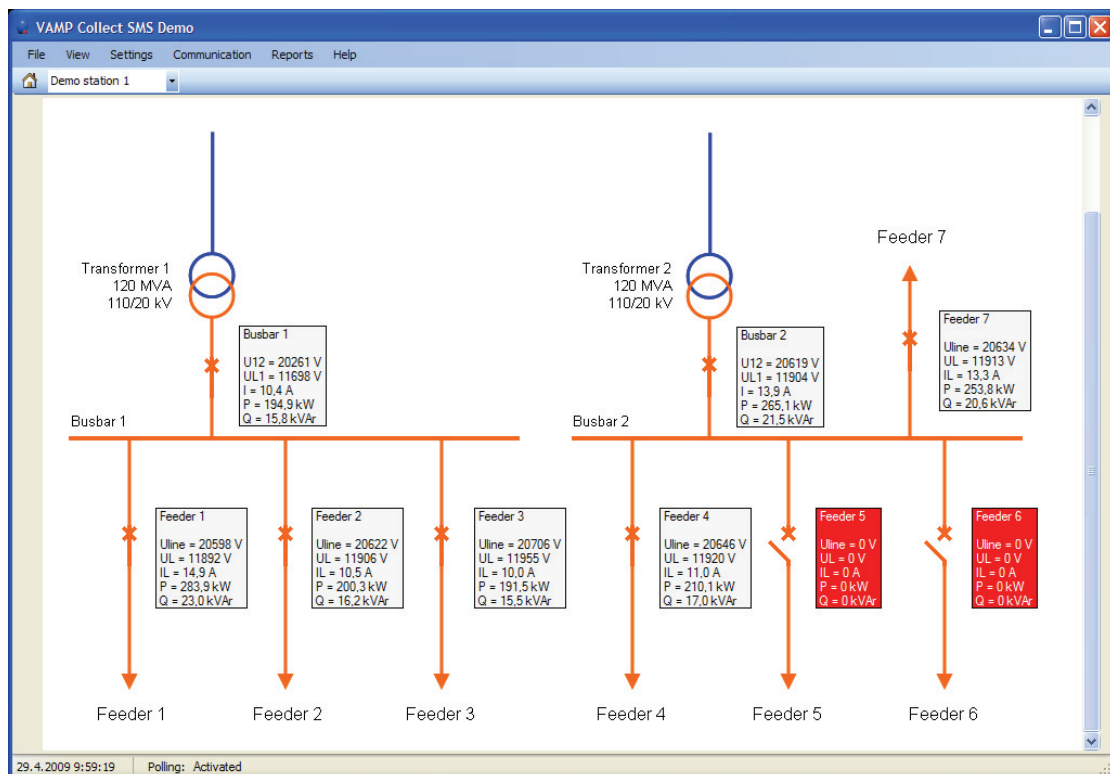 VAMP Collect SMS Demo
File View Settings Communication Reports Help
Demo station 1
Feeder 7
Transformer 1
120 MVA
110/20 kV
Transformer 2
120 MVA
110/20 kV
Busbar 1
U12 = 20261 V
UL1 = 11698 V
I = 10,4 A
P = 194,9 kW
Q = 15,8 kVAr
Busbar 2
U12 = 20619 V
UL1 = 11904 V
I = 13,9 A
P = 265,1 kW
Q = 21,5 kVAr
Feeder 7
Uline = 20634 V
UL = 11913 V
IL = 13,3 A
P = 253,8 kW
Q = 20,6 kVAr
Busbar 1
Busbar 2
Feeder 1
Uline = 20598 V
UL = 11892 V
IL = 14,9 A
P = 283,9 kW
Q = 23,0 kVAr
Feeder 2
Uline = 20622 V
UL = 11906 V
IL = 10,5 A
P = 200,3 kW
Q = 16,2 kVAr
Feeder 3
Uline = 20706 V
UL = 11955 V
IL = 10,0 A
P = 191,5 kW
Q = 15,5 kVAr
Feeder 4
Uline = 20646 V
UL = 11920 V
IL = 11,0 A
P = 210,1 kW
Q = 17,0 kVAr
Feeder 5
Uline = 0 V
UL = 0 V
IL = 0 A
P = 0 kW
Q = 0 kVAr
Feeder 6
Uline = 0 V
UL = 0 V
IL = 0 A
P = 0 kW
Q = 0 kVAr
Feeder 1
Feeder 2
Feeder 3
Feeder 4
Feeder 5
Feeder 6
29.4.2009 9:59:19 Polling: Activated